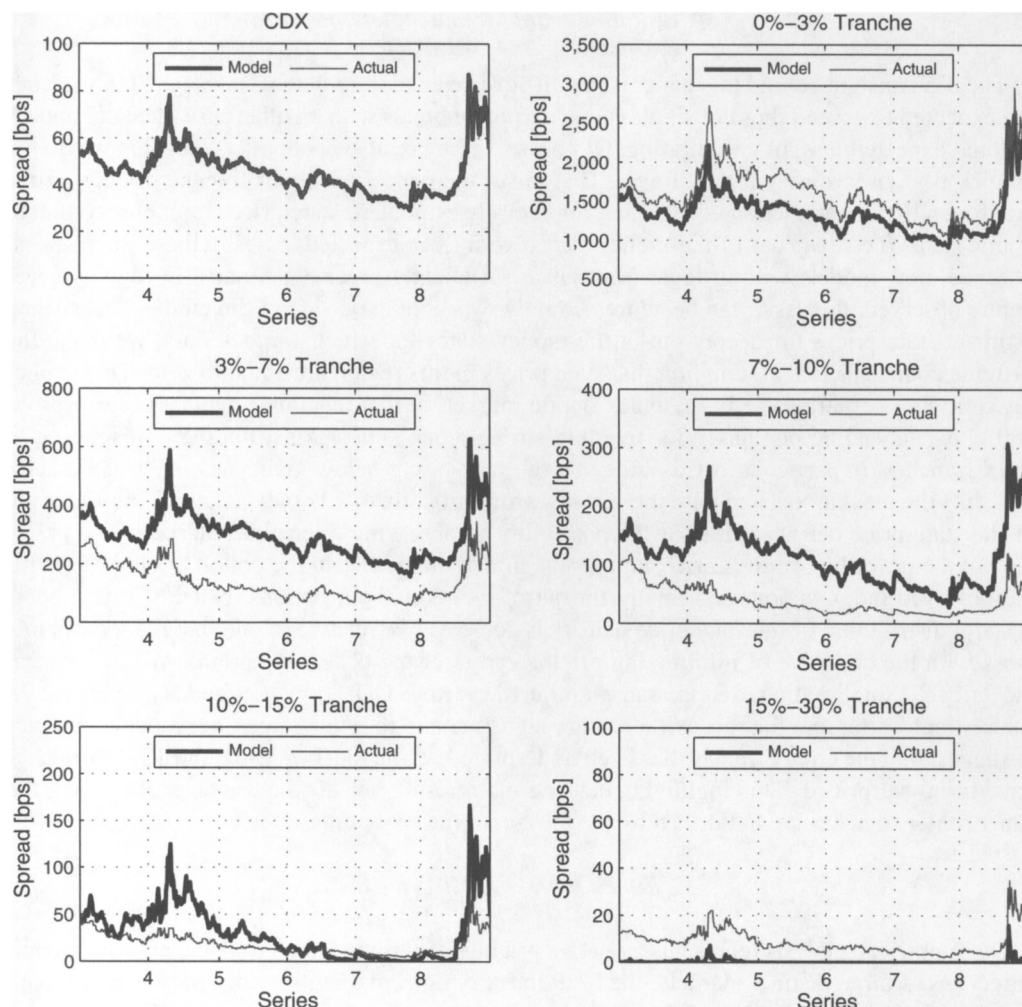 CDX
Model Actual
Spread [bps]
100
80
60
40
20
0
4 5 6 7 8
Series
0%–3% Tranche
Model Actual
Spread [bps]
3,500
3,000
2,500
2,000
1,500
1,000
500
4 5 6 7 8
Series
3%–7% Tranche
Model Actual
Spread [bps]
800
600
400
200
0
4 5 6 7 8
Series
7%–10% Tranche
Model Actual
Spread [bps]
400
300
200
100
0
4 5 6 7 8
Series
10%–15% Tranche
Model Actual
Spread [bps]
250
200
150
100
50
0
4 5 6 7 8
Series
15%–30% Tranche
Model Actual
Spread [bps]
100
80
60
40
20
0
4 5 6 7 8
Series